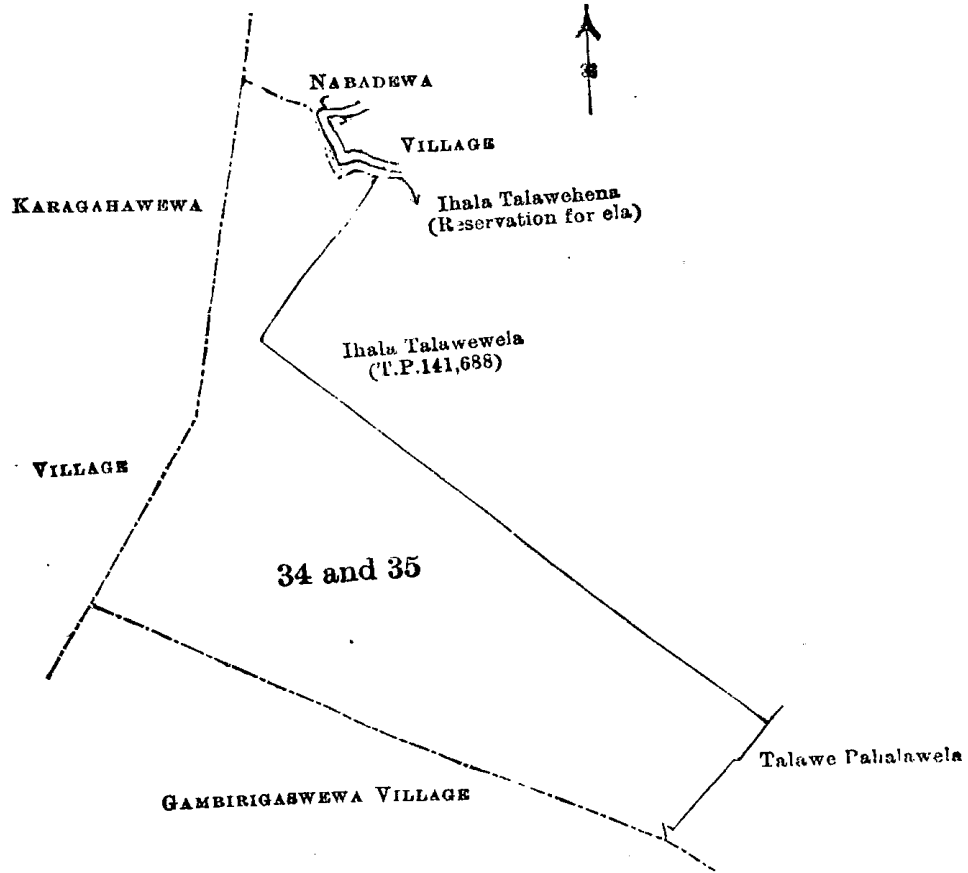 NABADEWA
VILLAGE
KARAGAHAWEWA
Ihala Talawehena
(Reservation for ela)
Ihala Talawewela
(T.P.141,688)
VILLAGE
34 and 35
Talawe Pahalawela
GAMBIRIGASWEWA VILLAGE